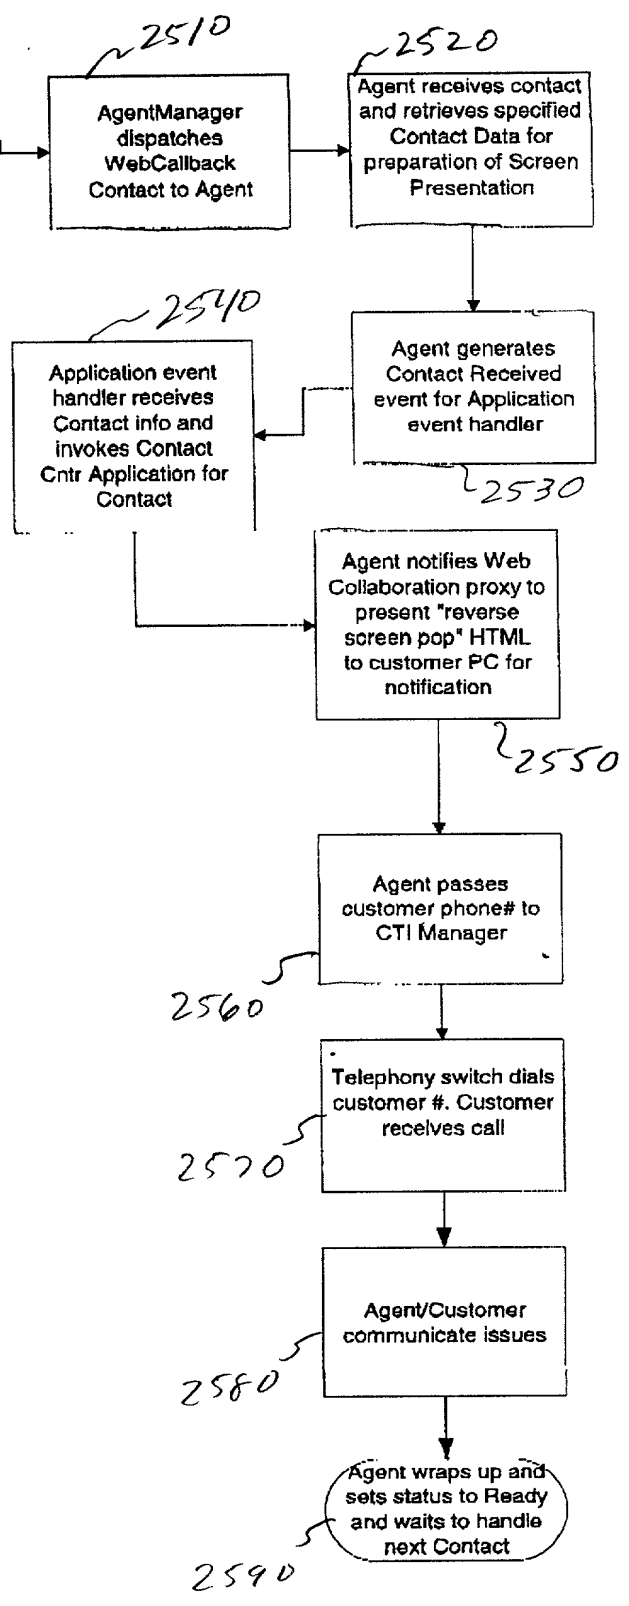 2510
AgentManager
dispatches
WebCallback
Contact to Agent
2520
Agent receives contact
and retrieves specified
Contact Data for
preparation of Screen
Presentation
Agent generates
Contact Received
event for Application
event handler
2530
2540
Application event
handler receives
Contact info and
invokes Contact
Cntr Application for
Contact
Agent notifies Web
Collaboration proxy to
present "reverse
screen pop" HTML
to customer PC for
notification
2550
Agent passes
customer phone# to
CTI Manager
2560
Telephony switch dials
customer #. Customer
receives call
2570
Agent/Customer
communicate issues
2580
Agent wraps up and
sets status to Ready
and waits to handle
next Contact
2590